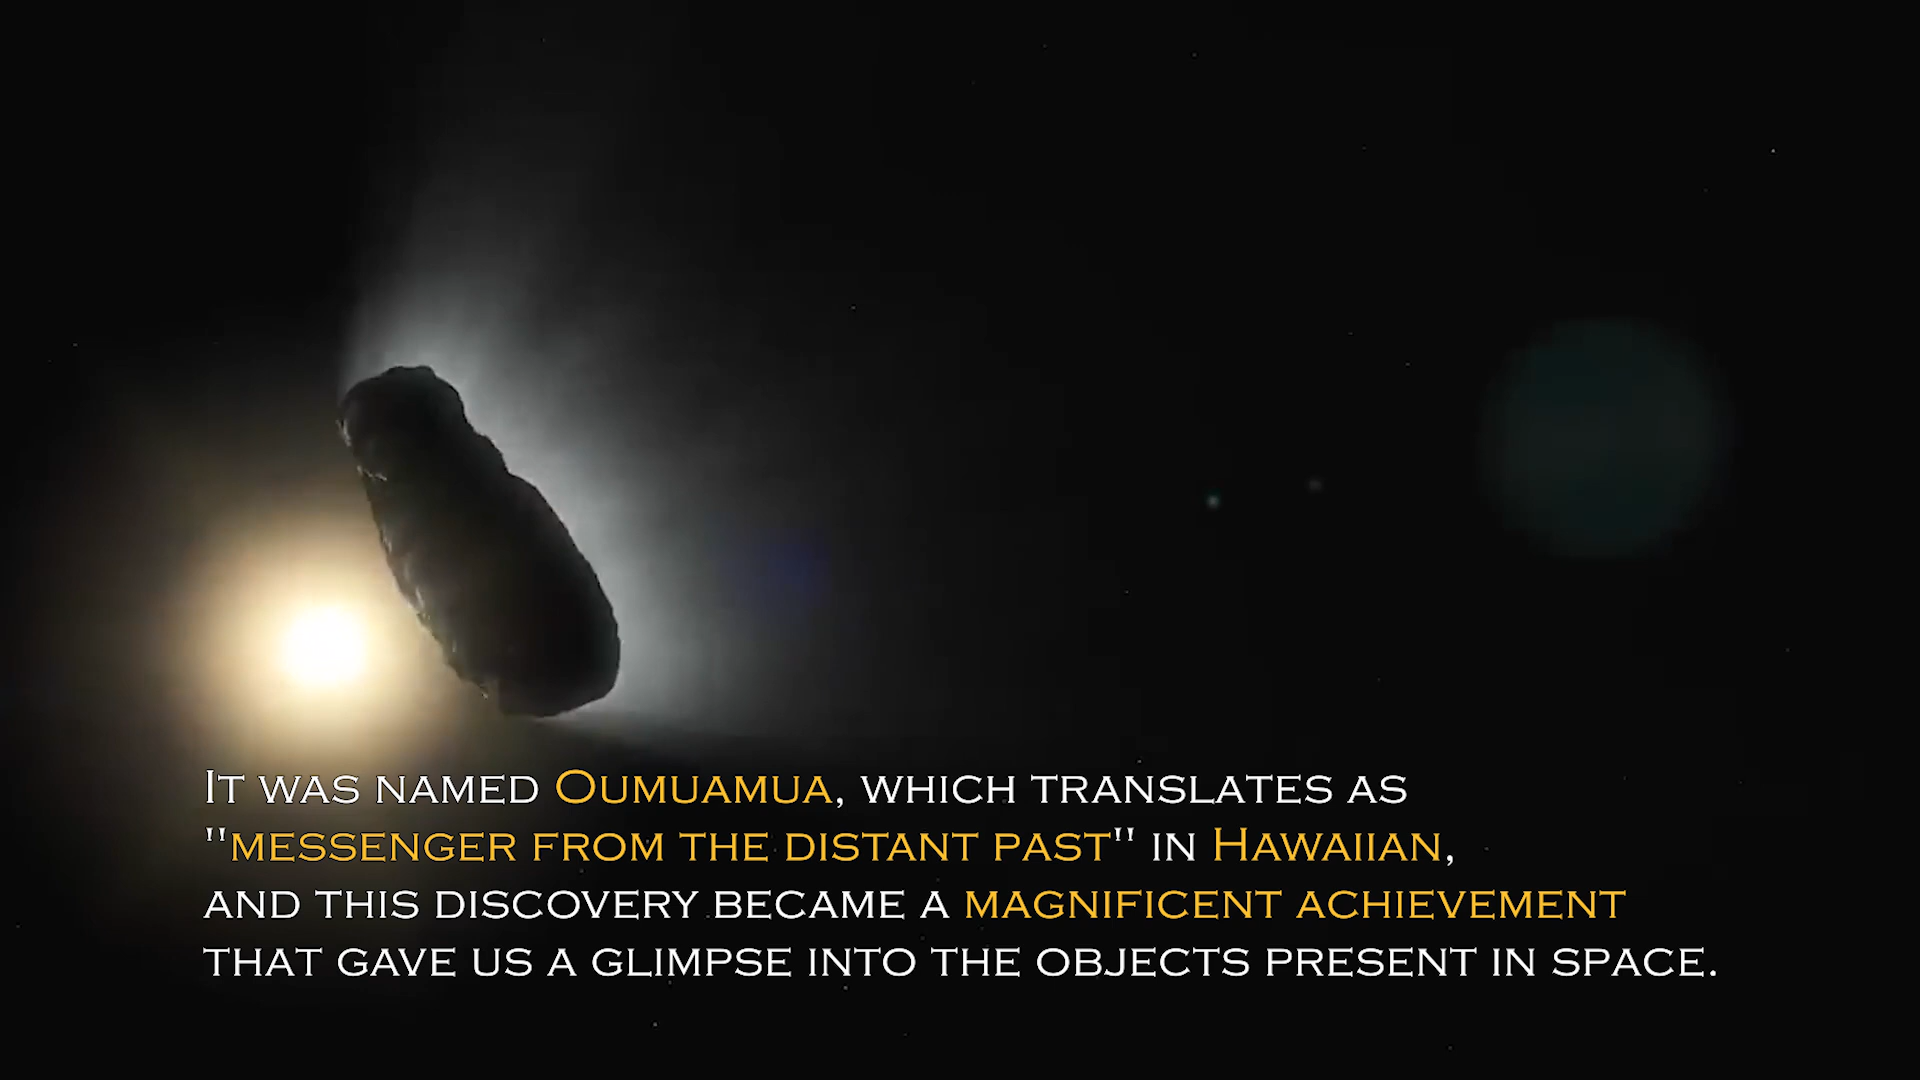 It was named Oumuamua, which translates as
"messenger from the distant past" in Hawaiian,
and this discovery became a magnificent achievement
that gave us a glimpse into the objects present in space.